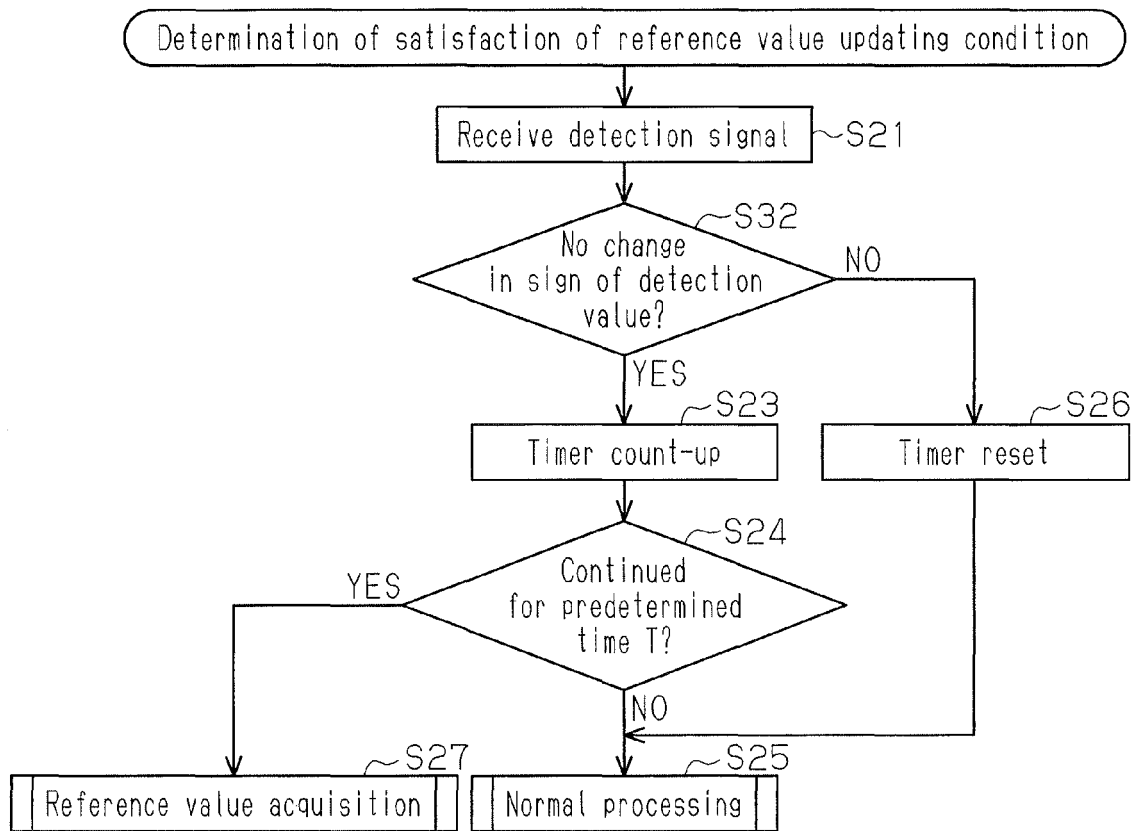 Determination of satisfaction of reference value updating condition
Receive detection signal
S21
S32
No change
in sign of detection
value?
NO
YES
S23
Timer count-up
S26
Timer reset
S24
Continued
for predetermined
time T?
YES
NO
S27
Reference value acquisition
S25
Normal processing